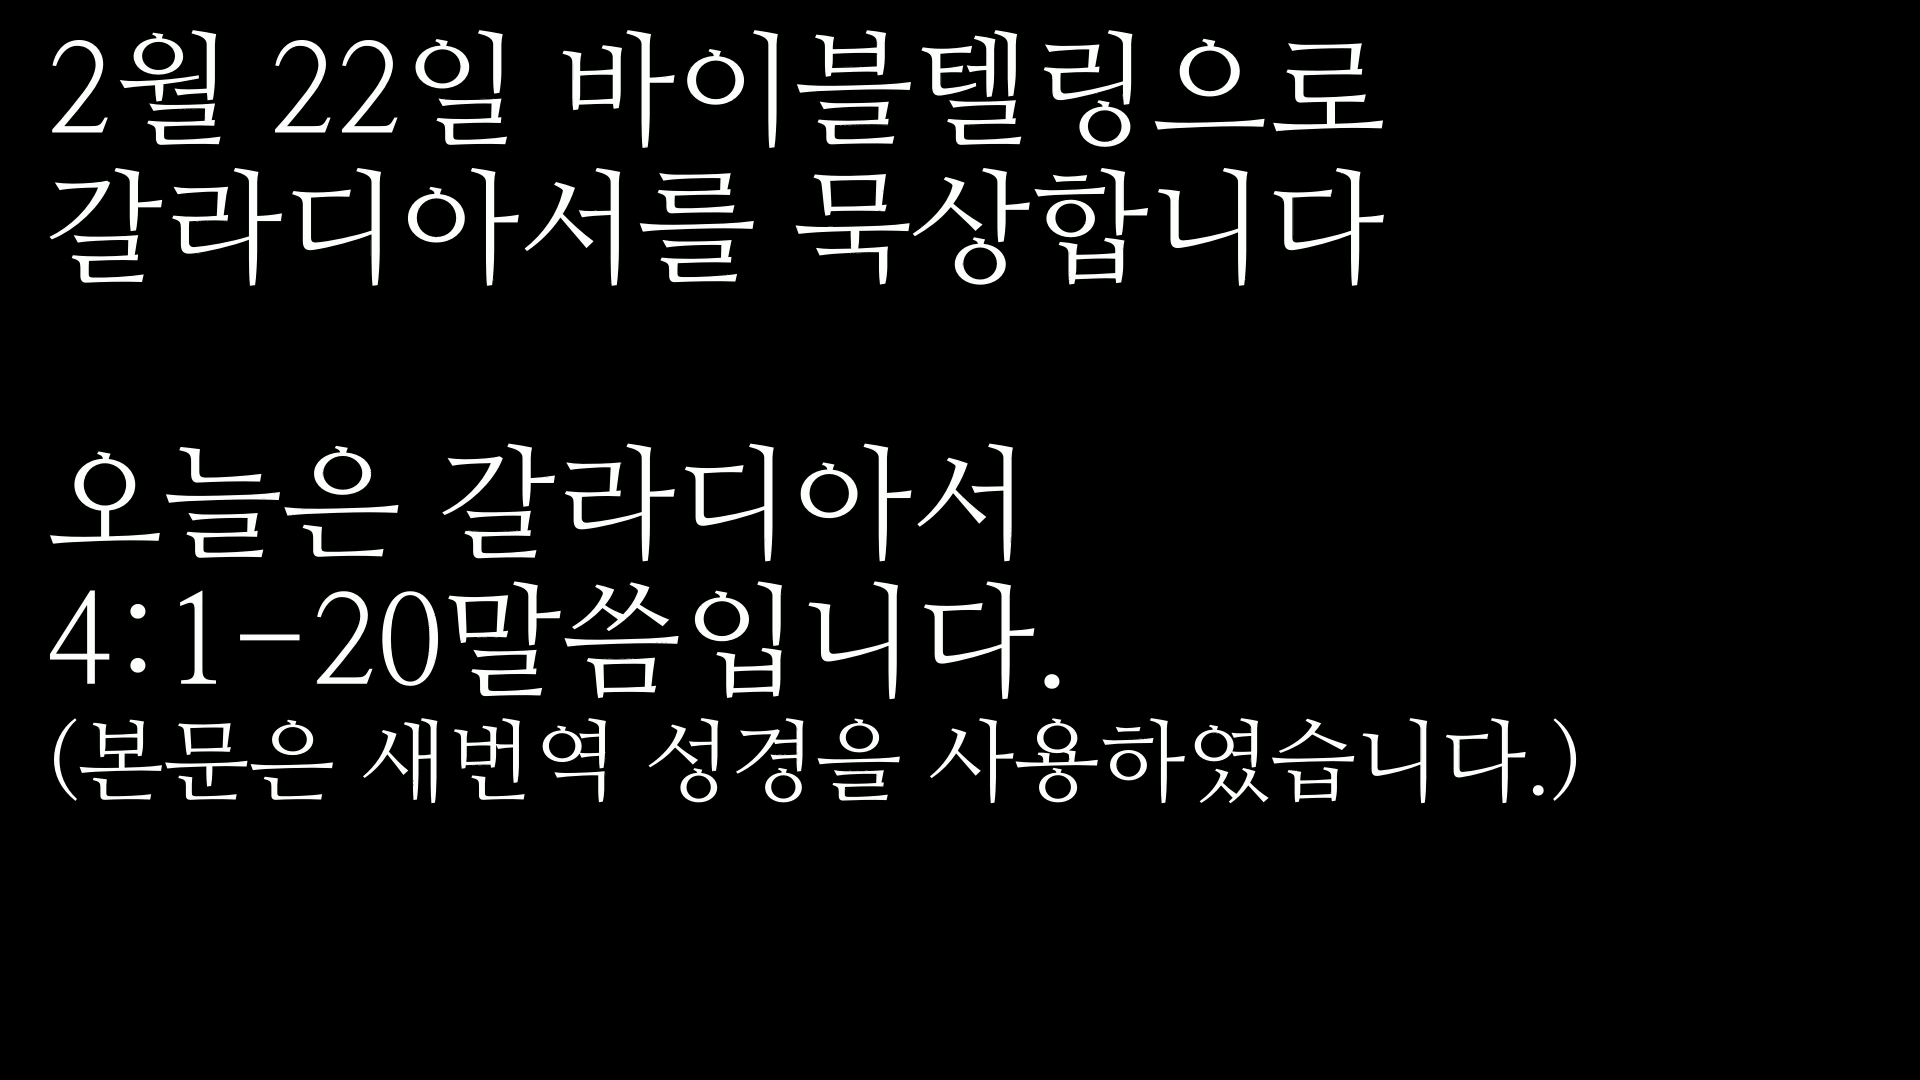 2월 22일 바이블텔링으로
갈라디아서를 묵상합니다
오늘은 갈라디아서
4:1-20말씀입니다.
(본문은 새번역 성경을 사용하였습니다.)